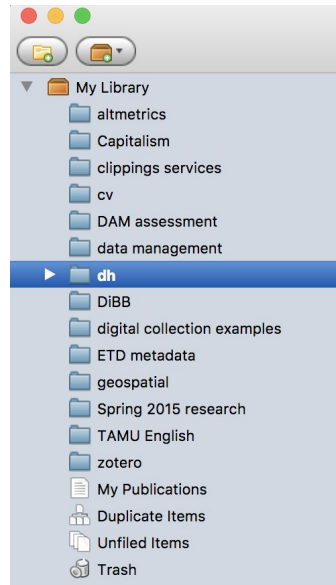 My Library
altmetrics
Capitalism
clippings services
cv
DAM assessment
data management
dh
DiBB
digital collection examples
ETD metadata
geospatial
Spring 2015 research
TAMU English
zotero
My Publications
Duplicate Items
Unfiled Items
Trash